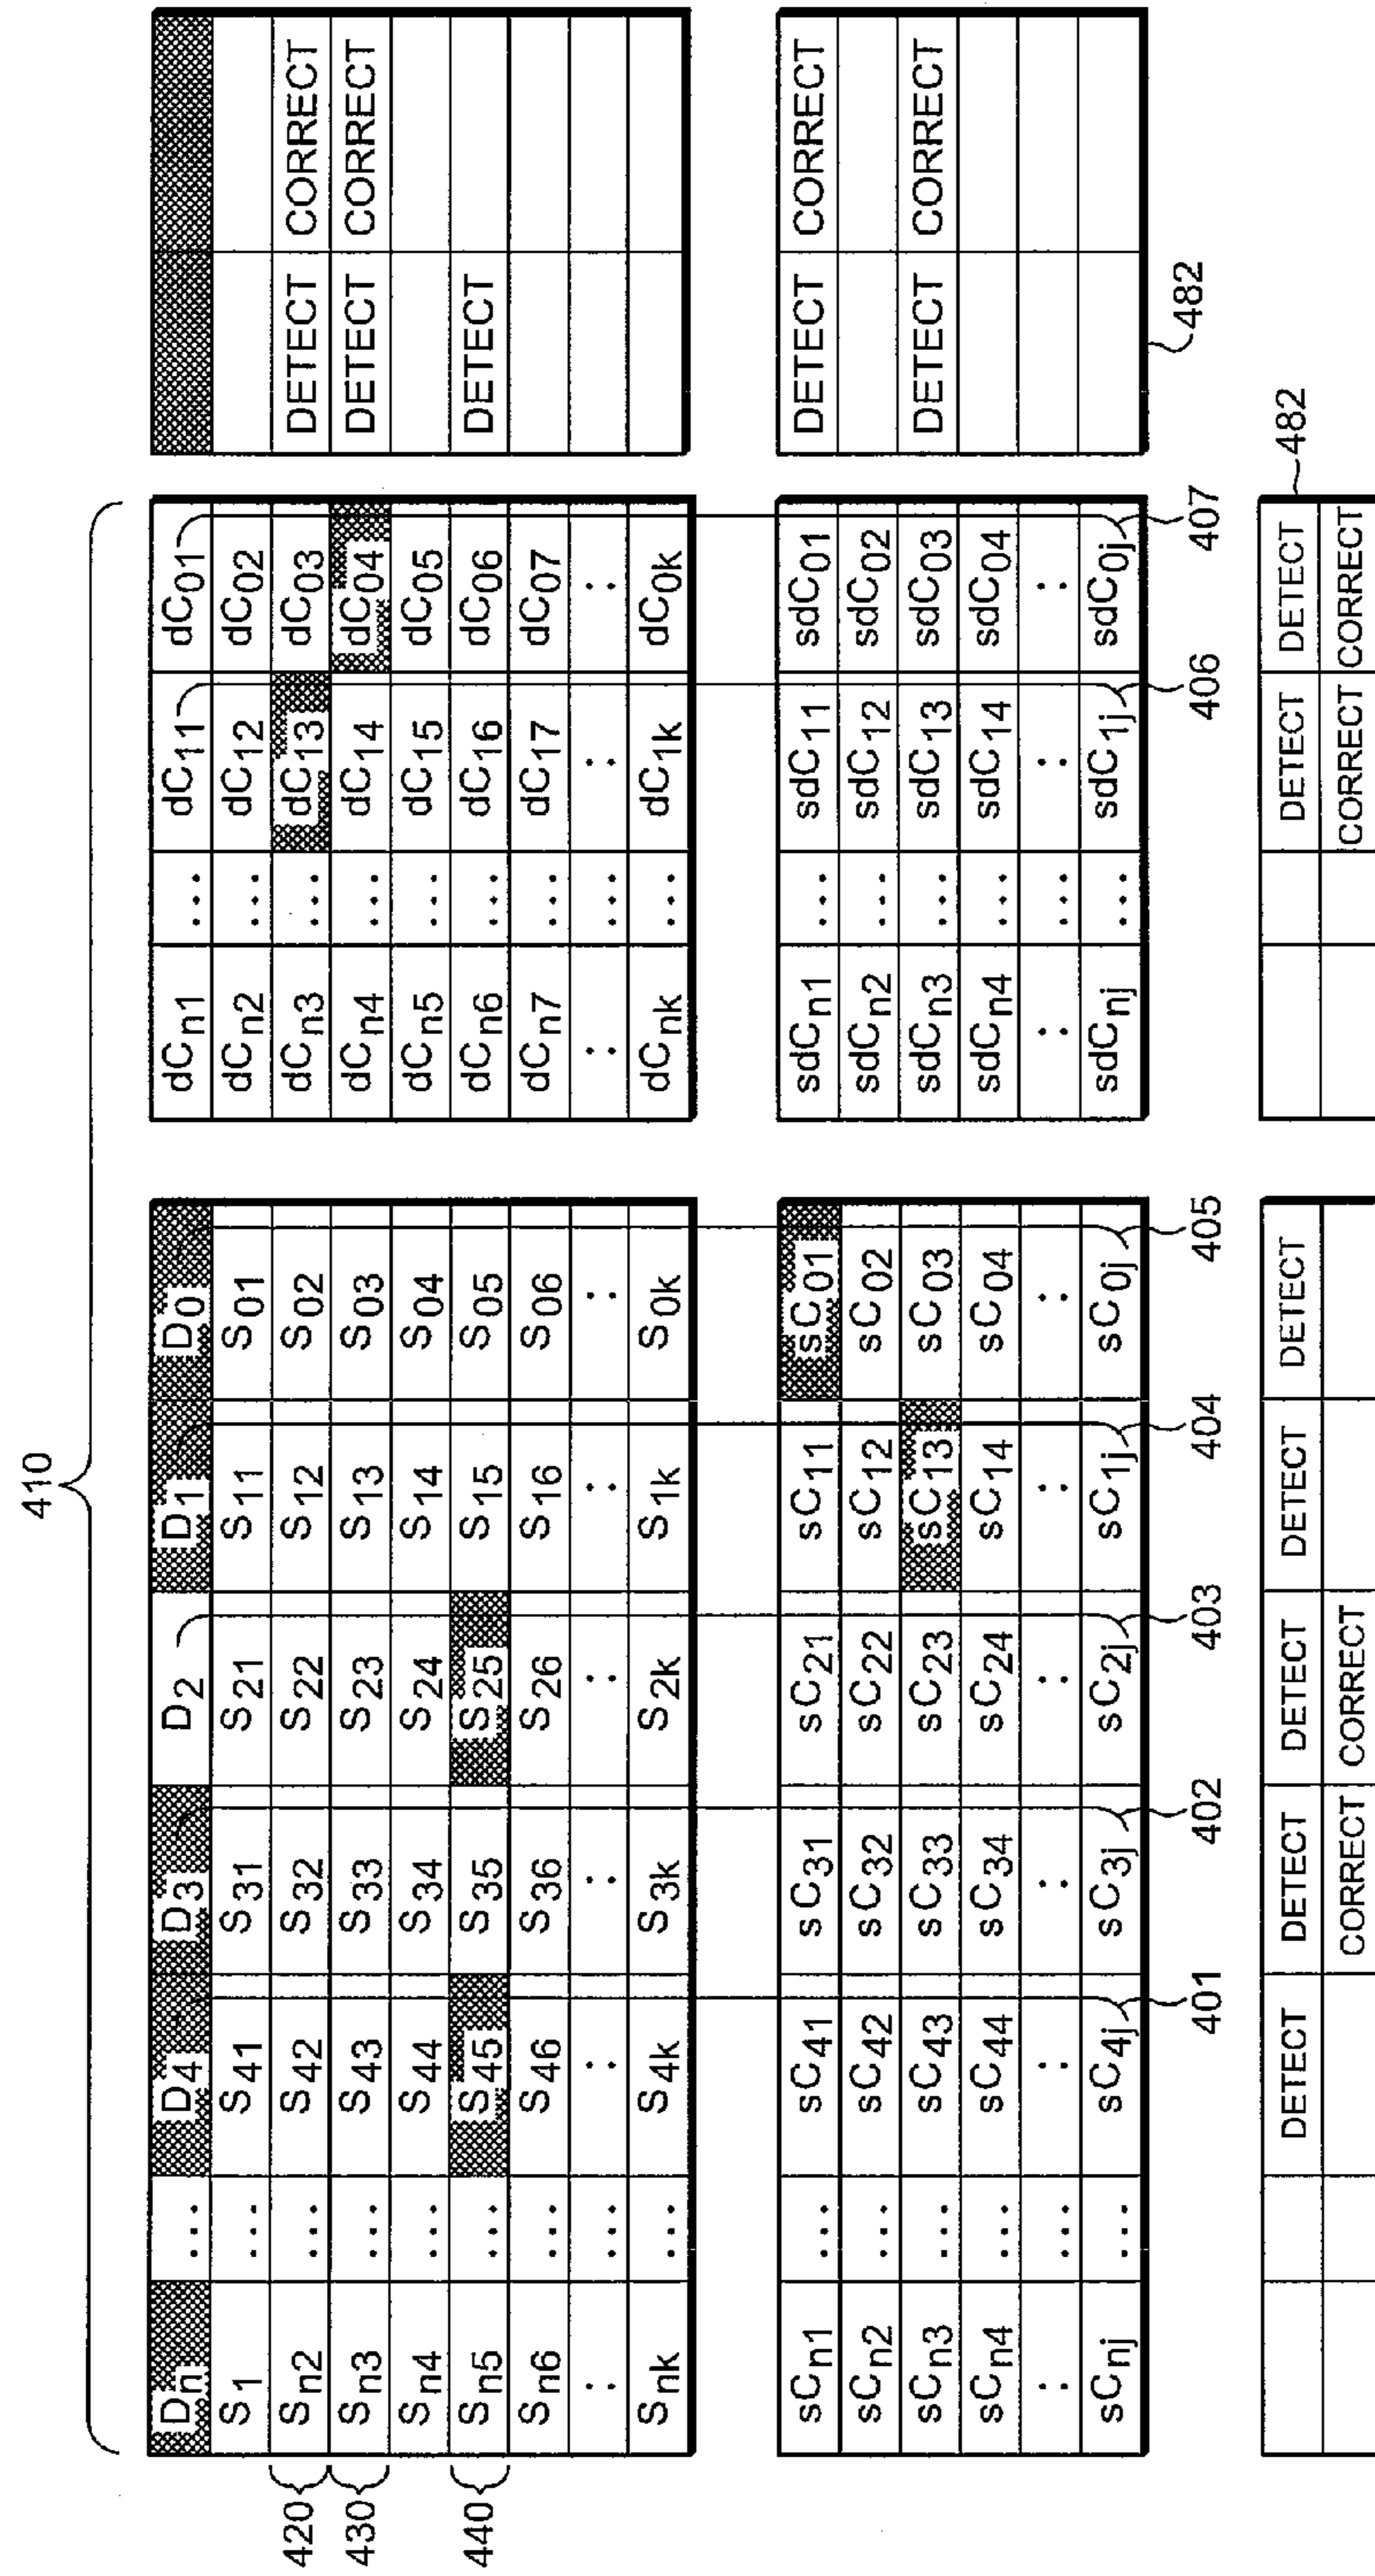 410
Dn ... D4 D3 D2 D1 D0 dCn1 ... dC11 dC01
S1 ... S41 S31 S21 S11 S01 dCn2 ... dC12 dC02
420 Sn2 ... S42 S32 S22 S12 S02 dCn3 ... dC13 dC03 DETECT CORRECT
430 Sn3 ... S43 S33 S23 S13 S03 dCn4 ... dC14 dC04 DETECT CORRECT
Sn4 ... S44 S34 S24 S14 S04 dCn5 ... dC15 dC05
440 Sn5 ... S45 S35 S25 S15 S05 dCn6 ... dC16 dC06 DETECT
Sn6 ... S46 S36 S26 S16 S06 dCn7 ... dC17 dC07
: ... : : : : : : ... : :
Snk ... S4k S3k S2k S1k S0k dCnk ... dC1k dC0k
sCn1 ... sC41 sC31 sC21 sC11 sC01 sdCn1 ... sdC11 sdC01 DETECT CORRECT
sCn2 ... sC42 sC32 sC22 sC12 sC02 sdCn2 ... sdC12 sdC02
sCn3 ... sC43 sC33 sC23 sC13 sC03 sdCn3 ... sdC13 sdC03 DETECT CORRECT
sCn4 ... sC44 sC34 sC24 sC14 sC04 sdCn4 ... sdC14 sdC04
: ... : : : : : : ... : :
sCnj ... sC4j sC3j sC2j sC1j sC0j sdCnj ... sdC1j sdC0j
401 402 403 404 405 406 407 482
DETECT DETECT DETECT DETECT DETECT DETECT DETECT 482
CORRECT CORRECT CORRECT CORRECT